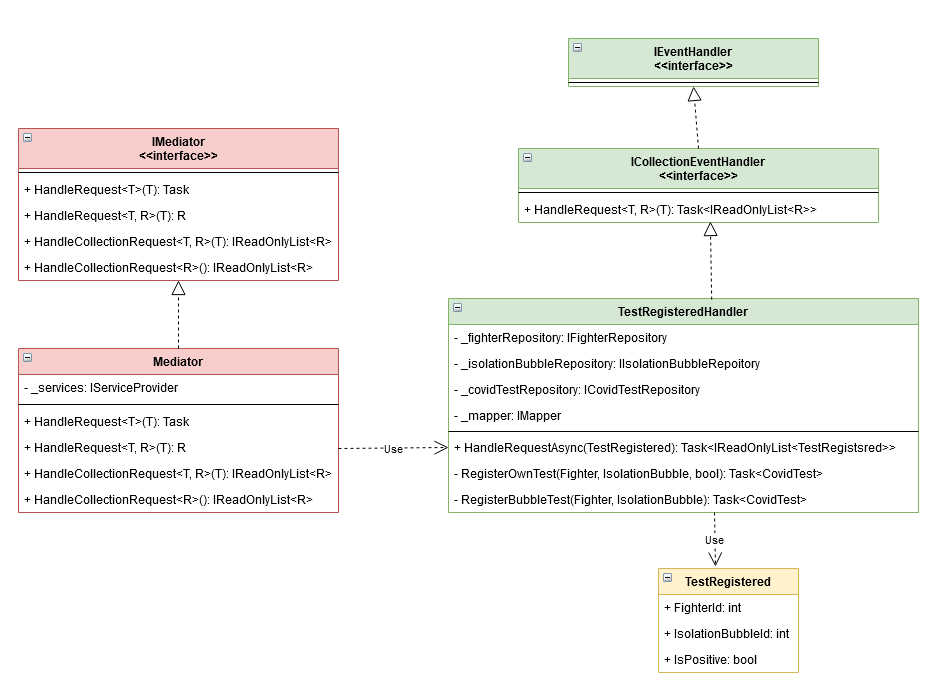 IEventHandler
<<interface>>
IMediator
<<interface>>
+ HandleRequest<T>(T): Task
+ HandleRequest<T, R>(T): R
+ HandleCollectionRequest<T, R>(T): IReadOnlyList<R>
+ HandleCollectionRequest<R>(): IReadOnlyList<R>
ICollectionEventHandler
<<interface>>
+ HandleRequest<T, R>(T): Task<IReadOnlyList<R>>
Mediator
- _services: IServiceProvider
+ HandleRequest<T>(T): Task
+ HandleRequest<T, R>(T): R
+ HandleCollectionRequest<T, R>(T): IReadOnlyList<R>
+ HandleCollectionRequest<R>(): IReadOnlyList<R>
Use
TestRegisteredHandler
- _fighterRepository: IFighterRepository
- _isolationBubbleRepository: IIsolationBubbleRepoitory
- _covidTestRepository: ICovidTestRepository
- _mapper: IMapper
+ HandleRequestAsync(TestRegistered): Task<IReadOnlyList<TestRegistsred>>
- RegisterOwnTest(Fighter, IsolationBubble, bool): Task<CovidTest>
- RegisterBubbleTest(Fighter, IsolationBubble): Task<CovidTest>
Use
TestRegistered
+ FighterId: int
+ IsolationBubbleId: int
+ IsPositive: bool